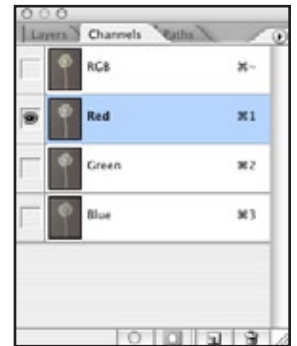 Layers Channels Paths
RGB ⌘~
Red ⌘1
Green ⌘2
Blue ⌘3